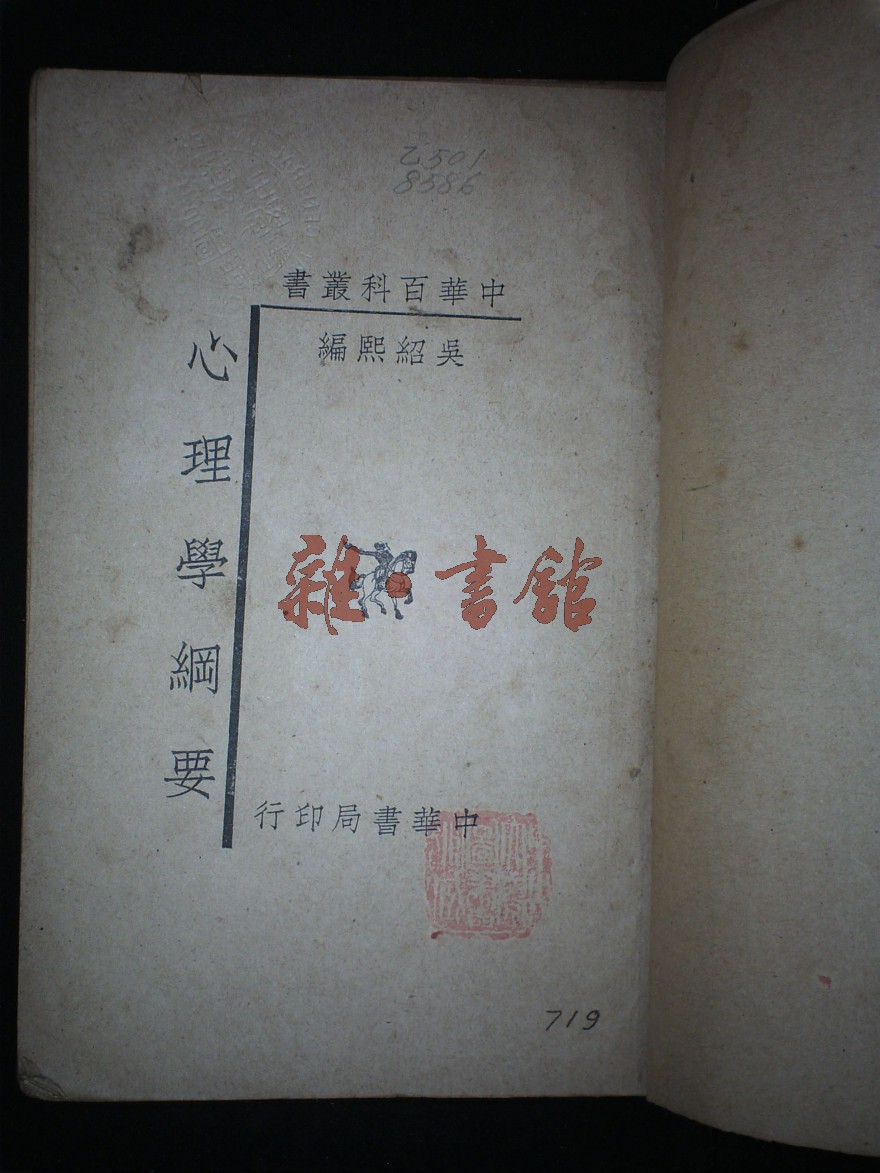 乙501
8586
中華百科叢書
吳紹熙編
心理學綱要
雜·書館
中華書局印行
719